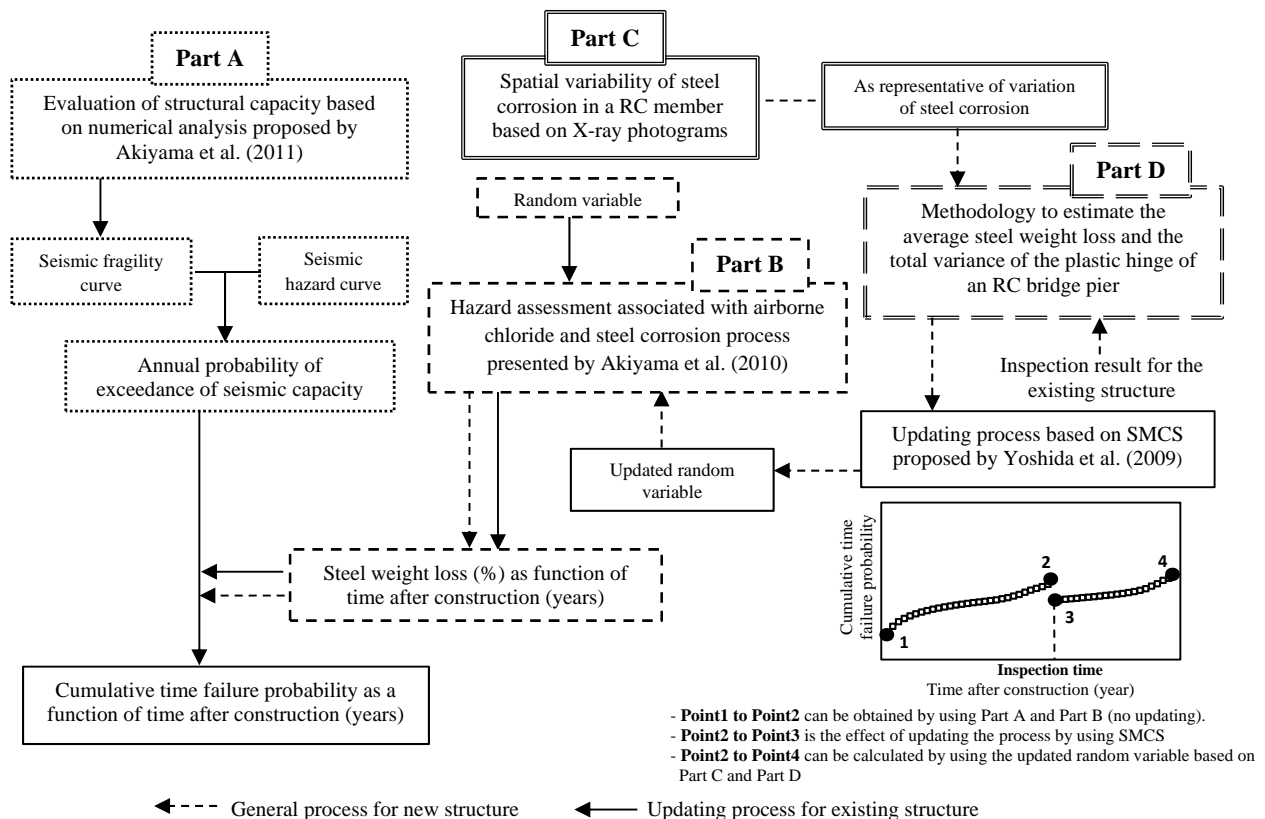 Part A
Evaluation of structural capacity based
on numerical analysis proposed by
Akiyama et al. (2011)
Seismic fragility
curve
Seismic
hazard curve
Annual probability of
exceedance of seismic capacity
Part C
Spatial variability of steel
corrosion in a RC member
based on X-ray photograms
As representative of variation
of steel corrosion
Random variable
Part B
Hazard assessment associated with airborne
chloride and steel corrosion process
presented by Akiyama et al. (2010)
Part D
Methodology to estimate the
average steel weight loss and the
total variance of the plastic hinge of
an RC bridge pier
Inspection result for the
existing structure
Updating process based on SMCS
proposed by Yoshida et al. (2009)
Updated random
variable
Steel weight loss (%) as function of
time after construction (years)
Cumulative time failure probability as a
function of time after construction (years)
Cumulative time
failure probability
1
2
3
4
Inspection time
Time after construction (year)
- Point1 to Point2 can be obtained by using Part A and Part B (no updating).
- Point2 to Point3 is the effect of updating the process by using SMCS
- Point2 to Point4 can be calculated by using the updated random variable based on
Part C and Part D
General process for new structure
Updating process for existing structure